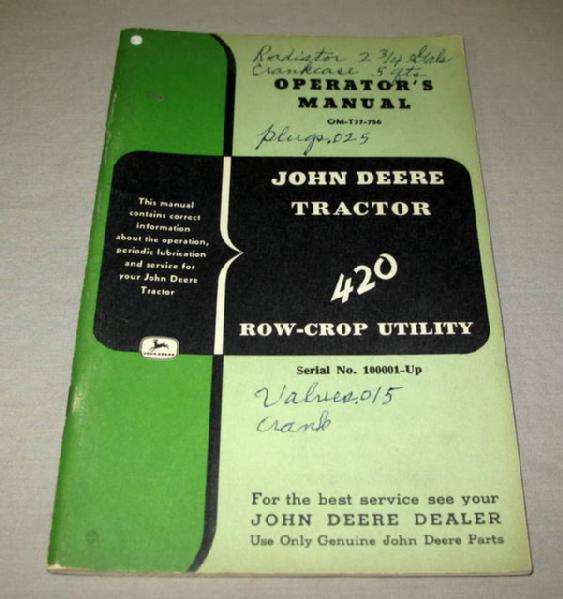 Radiator 2 3/4 Gals
Crankcase 5 qts
OPERATOR'S
MANUAL
OM-T17-756
plugs .025
JOHN DEERE
TRACTOR
This manual
contains correct
information
about the operation,
periodic lubrication
and service for
your John Deere
Tractor
420
ROW-CROP UTILITY
JOHN DEERE
Serial No. 100001-Up
Valves .015
Crank
For the best service see your
JOHN DEERE DEALER
Use Only Genuine John Deere Parts